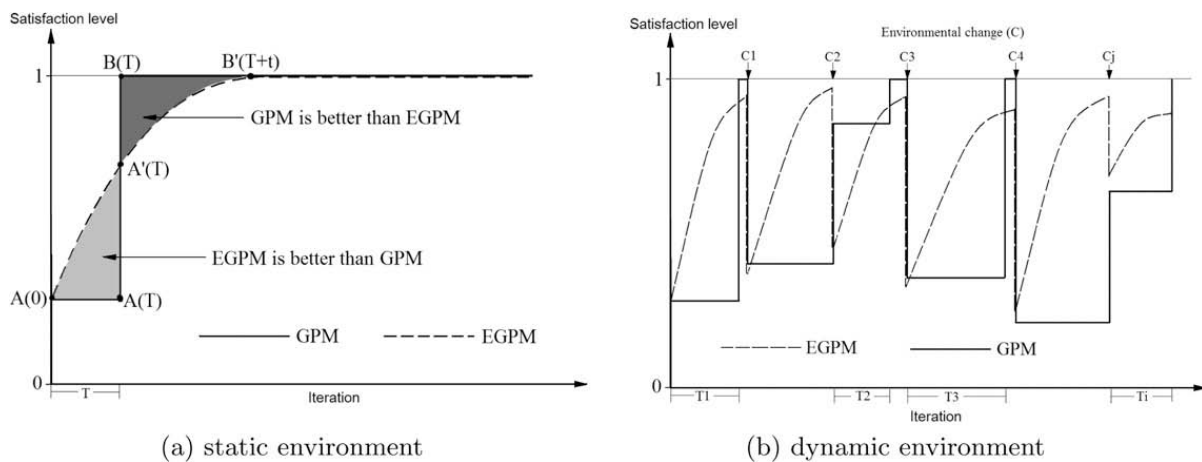 Satisfaction level
B(T)
B'(T+t)
1
GPM is better than EGPM
A'(T)
EGPM is better than GPM
A(0)
A(T)
GPM
EGPM
0
T
Iteration
(a) static environment
Satisfaction level
Environmental change (C)
C1
C2
C3
C4
Cj
1
EGPM
GPM
0
T1
T2
T3
Ti
Iteration
(b) dynamic environment